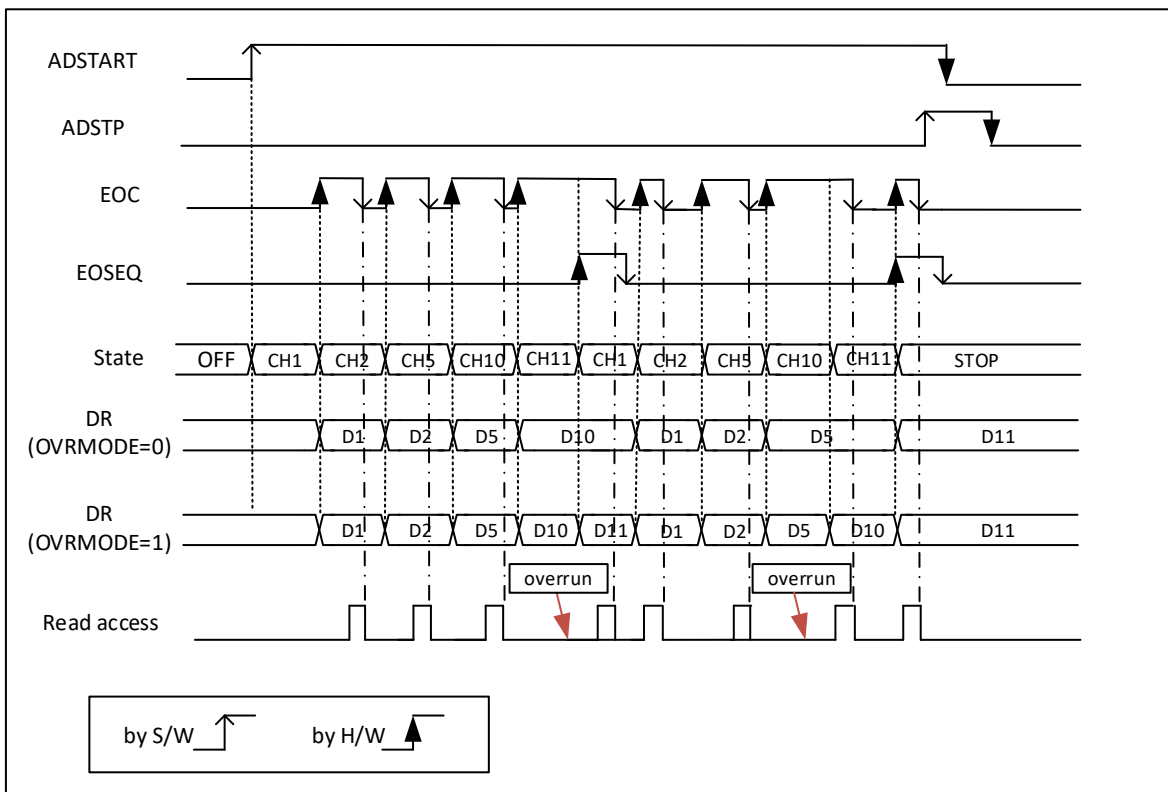 ADSTART
ADSTP
EOC
EOSEQ
State OFF CH1 CH2 CH5 CH10 CH11 CH1 CH2 CH5 CH10 CH11 STOP
DR
(OVRMODE=0) D1 D2 D5 D10 D1 D2 D5 D11
DR
(OVRMODE=1) D1 D2 D5 D10 D11 D1 D2 D5 D10 D11
overrun overrun
Read access
by S/W by H/W